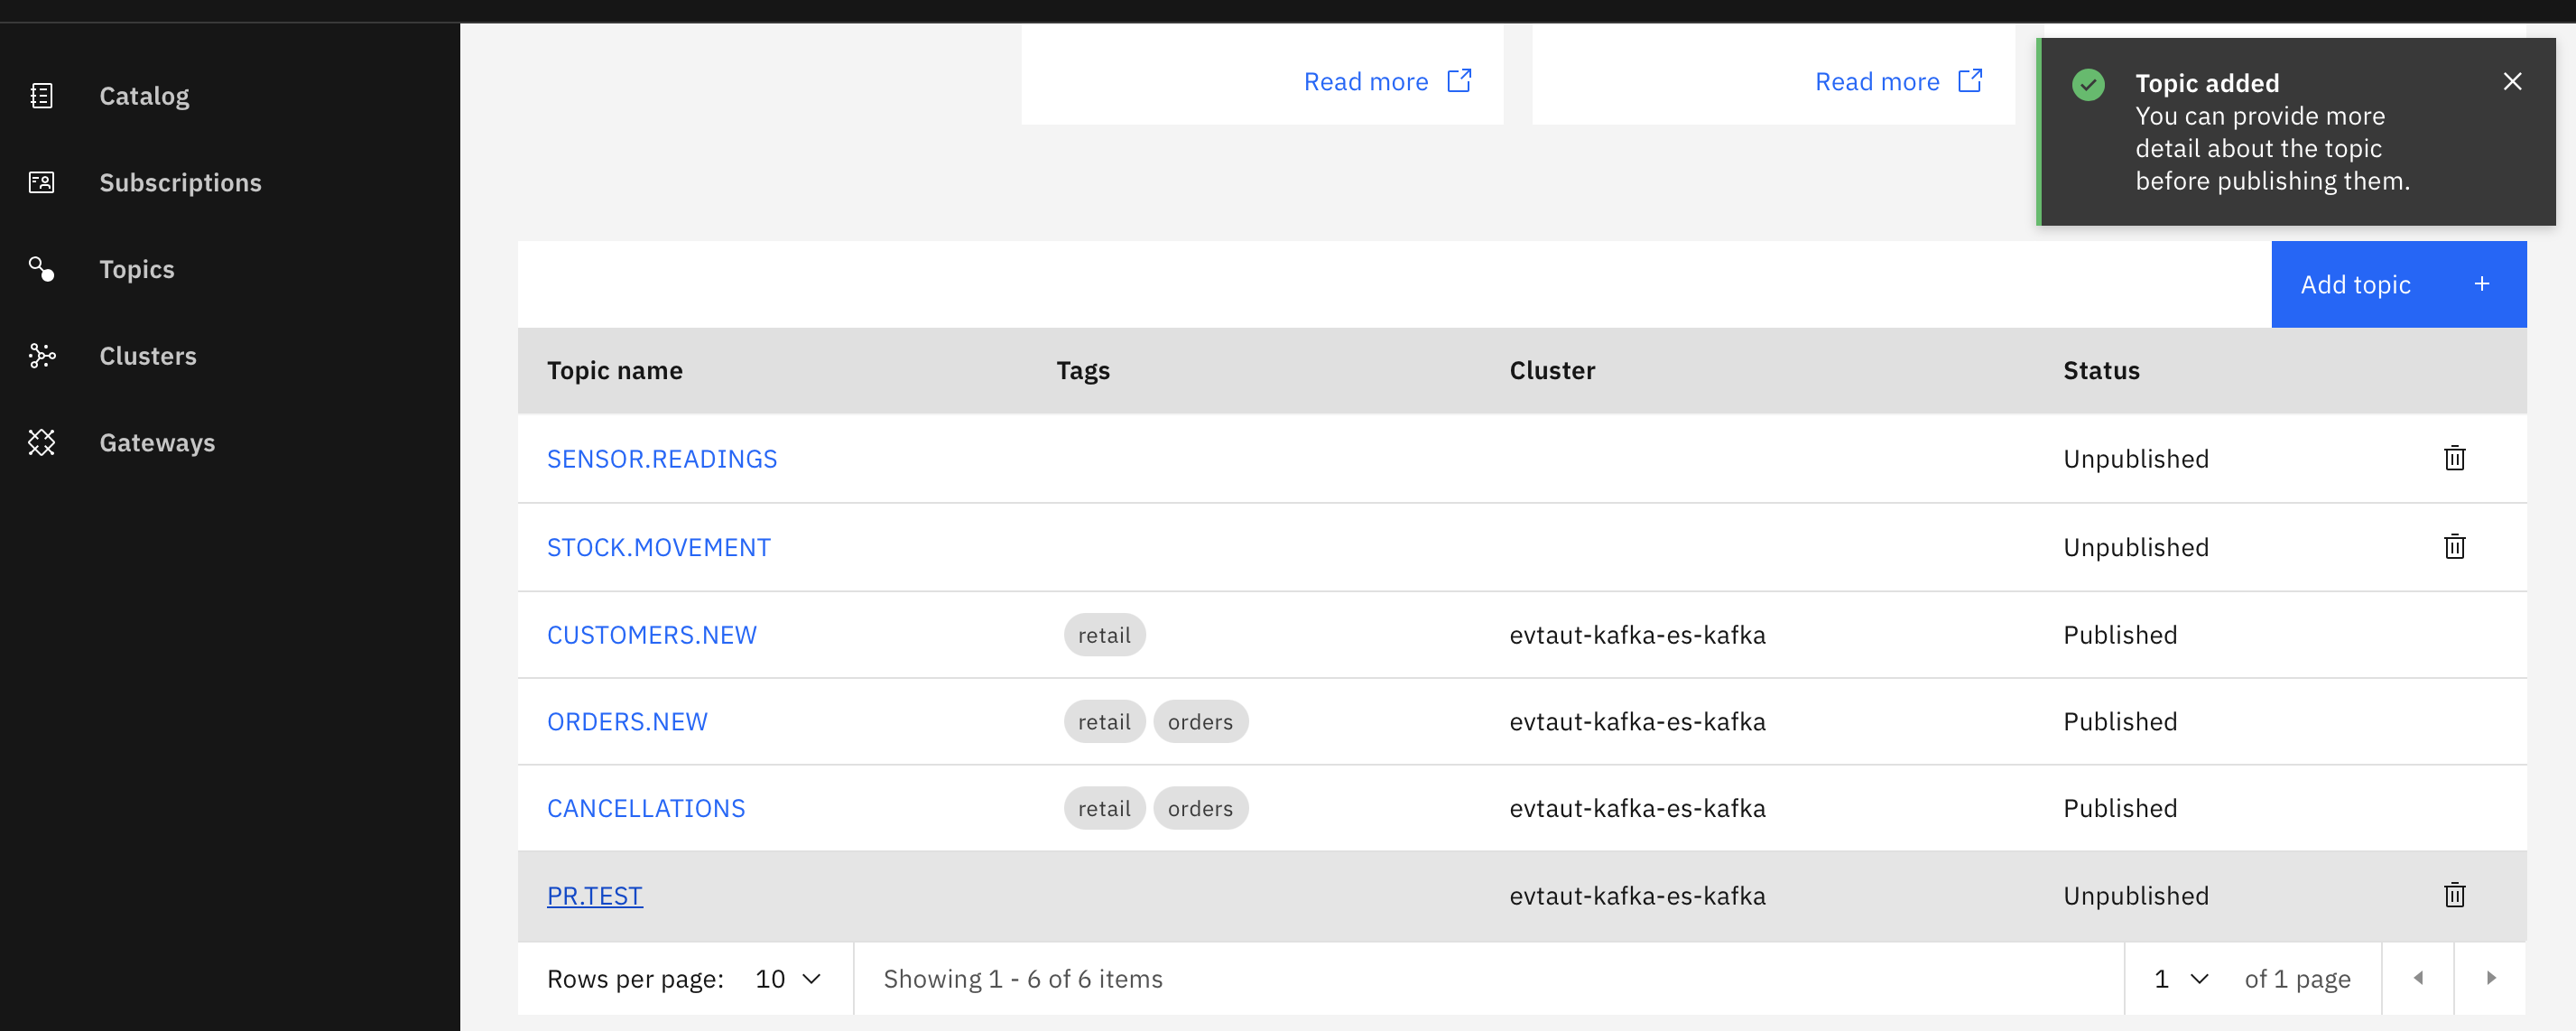 Catalog
Subscriptions
Topics
Clusters
Gateways
Read more
Read more
Topic added
You can provide more
detail about the topic
before publishing them.
Add topic +
Topic name Tags Cluster Status
SENSOR.READINGS Unpublished
STOCK.MOVEMENT Unpublished
CUSTOMERS.NEW retail evtaut-kafka-es-kafka Published
ORDERS.NEW retail orders evtaut-kafka-es-kafka Published
CANCELLATIONS retail orders evtaut-kafka-es-kafka Published
PR.TEST evtaut-kafka-es-kafka Unpublished
Rows per page: 10 Showing 1 - 6 of 6 items 1 of 1 page